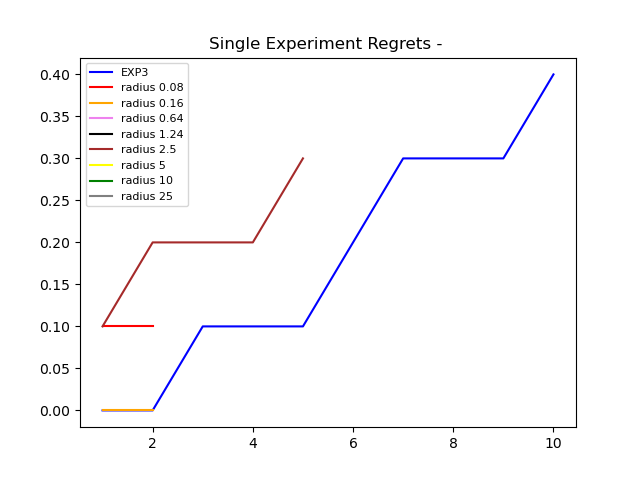 Single Experiment Regrets -
EXP3
radius 0.08
radius 0.16
radius 0.64
radius 1.24
radius 2.5
radius 5
radius 10
radius 25
0.40
0.35
0.30
0.25
0.20
0.15
0.10
0.05
0.00
2
4
6
8
10